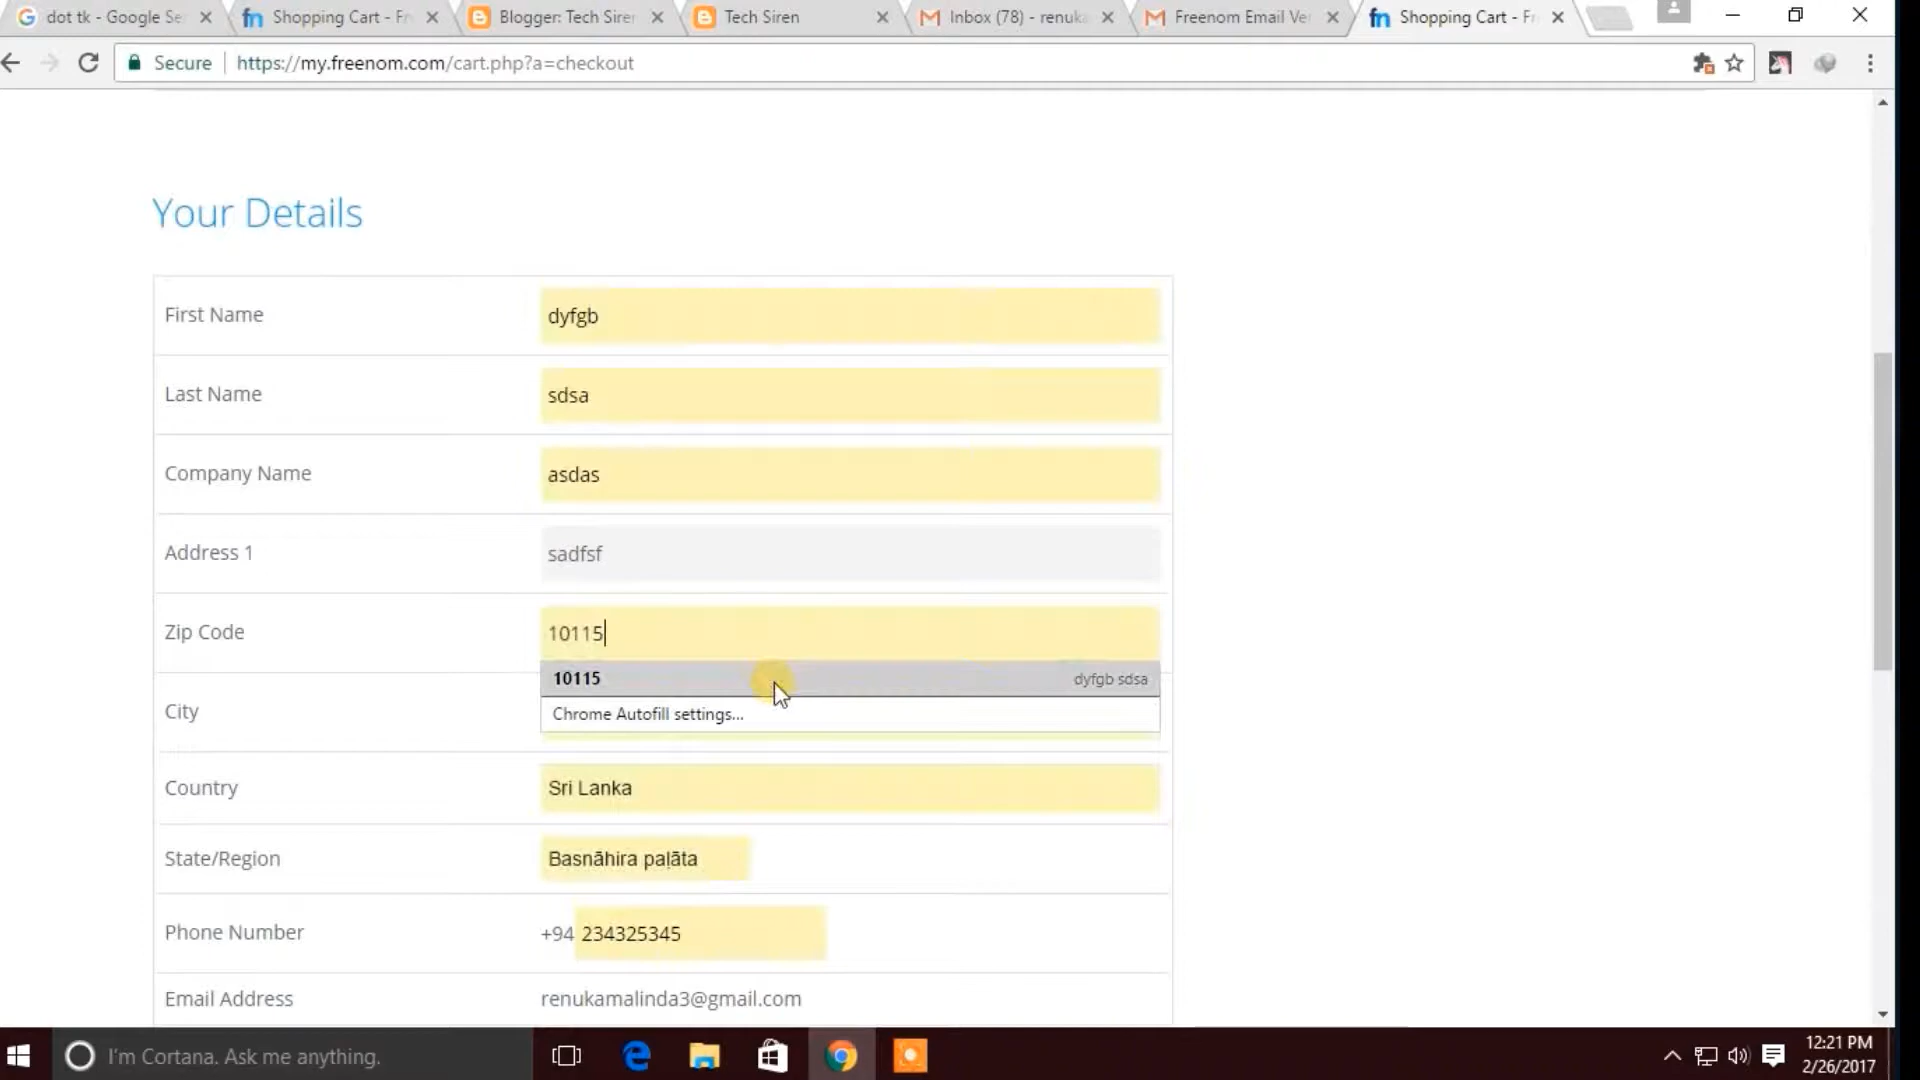 dot tk - Google Se
Shopping Cart - Fr
Blogger: Tech Siren
Tech Siren
Inbox (78) - renuka
Freenom Email Ver
Shopping Cart - Fr
Secure
https://my.freenom.com/cart.php?a=checkout
Your Details
First Name
dyfgb
Last Name
sdsa
Company Name
asdas
Address 1
sadfsf
Zip Code
10115
10115
dyfgb sdsa
Chrome Autofill settings...
City
Country
Sri Lanka
State/Region
Basnāhira paḷāta
Phone Number
+94 234325345
Email Address
renukamalinda3@gmail.com
I'm Cortana. Ask me anything.
12:21 PM
2/26/2017